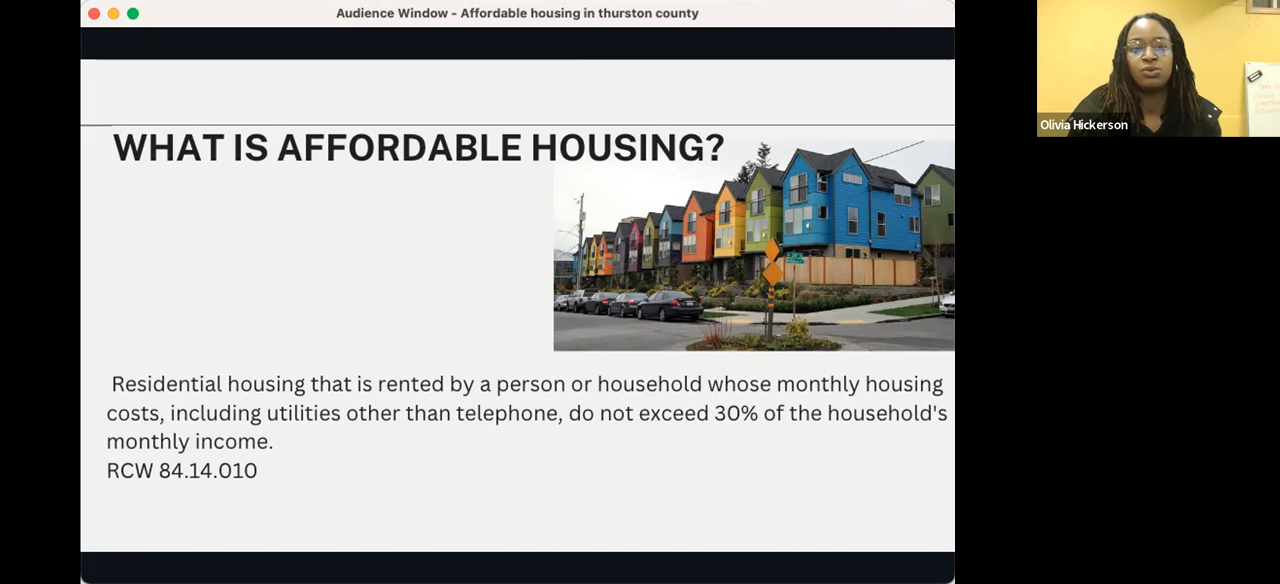 Audience Window - Affordable housing in thurston county
WHAT IS AFFORDABLE HOUSING?
Residential housing that is rented by a person or household whose monthly housing
costs, including utilities other than telephone, do not exceed 30% of the household's
monthly income.
RCW 84.14.010
Olivia Hickerson